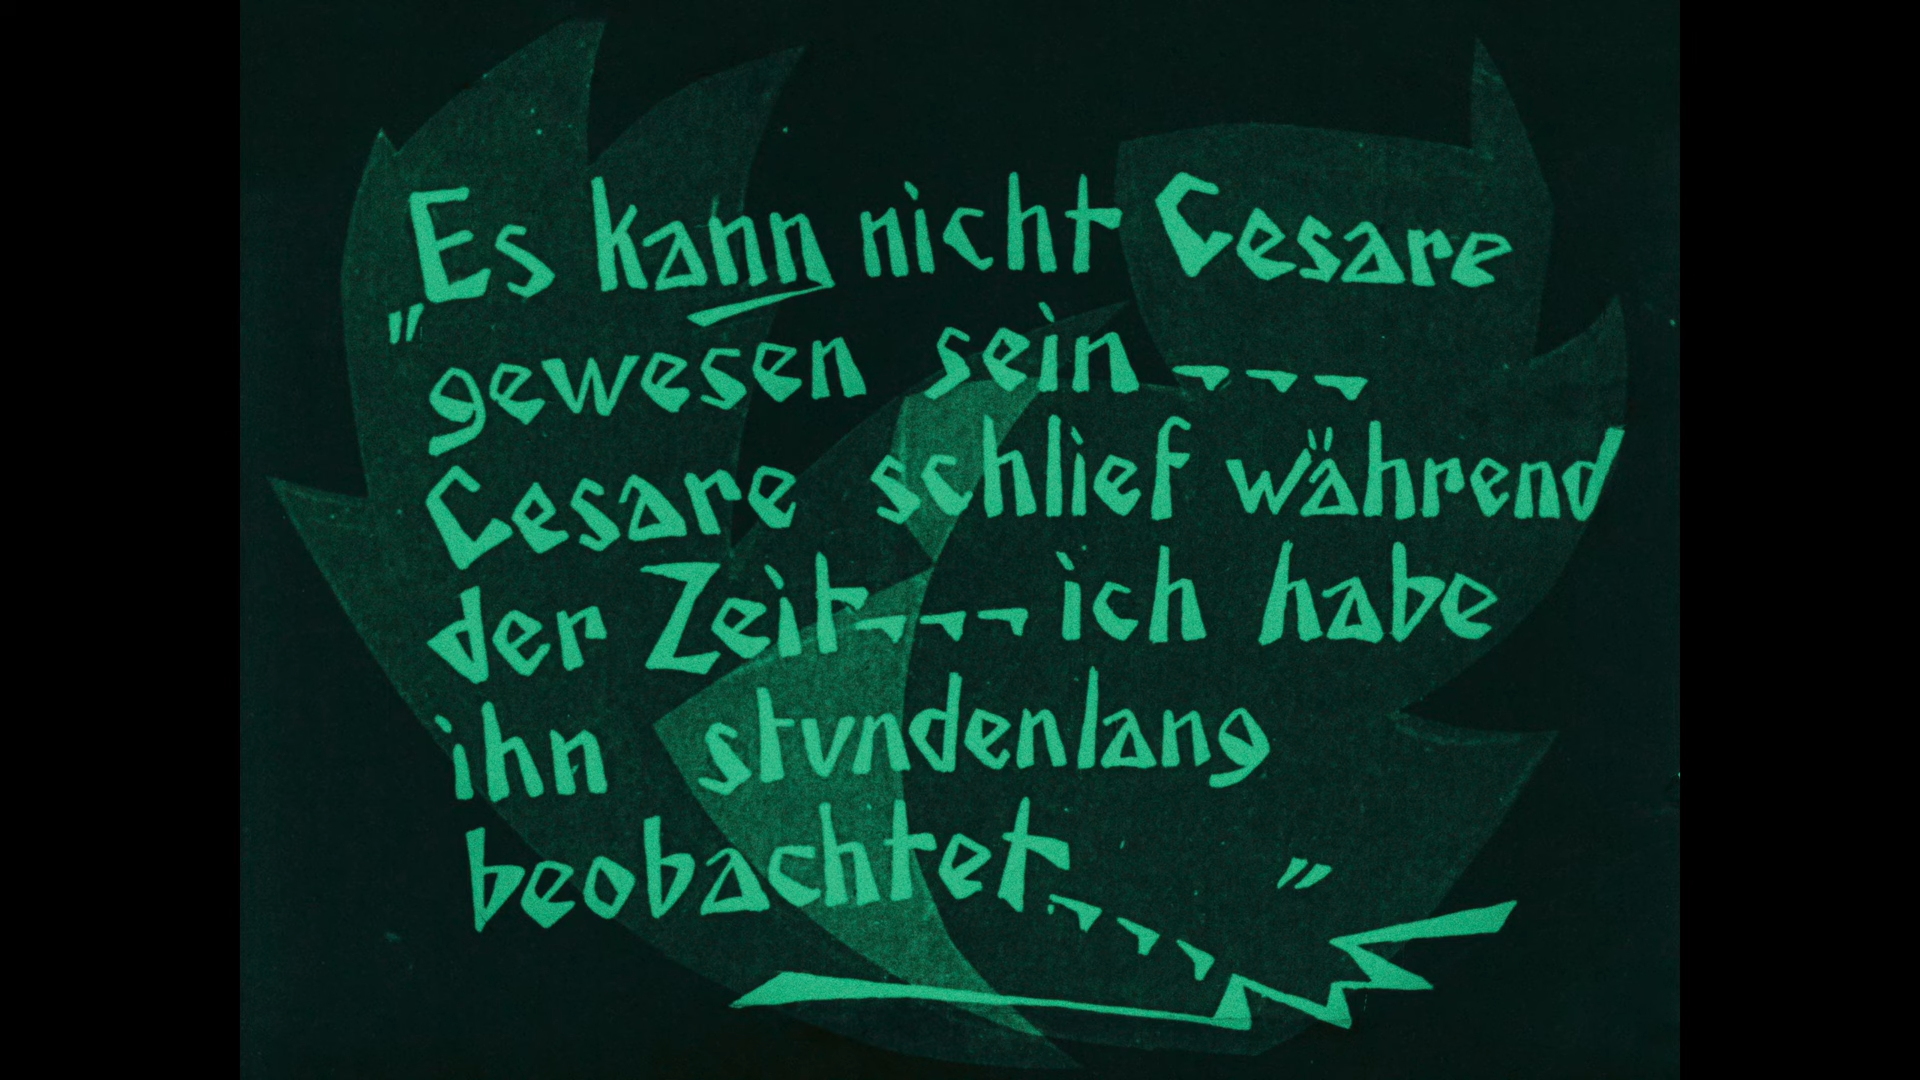 „Es kann nicht Cesare
gewesen sein - - -
Cesare schlief während
der Zeit - - - ich habe
ihn stundenlang
beobachtet - - - "